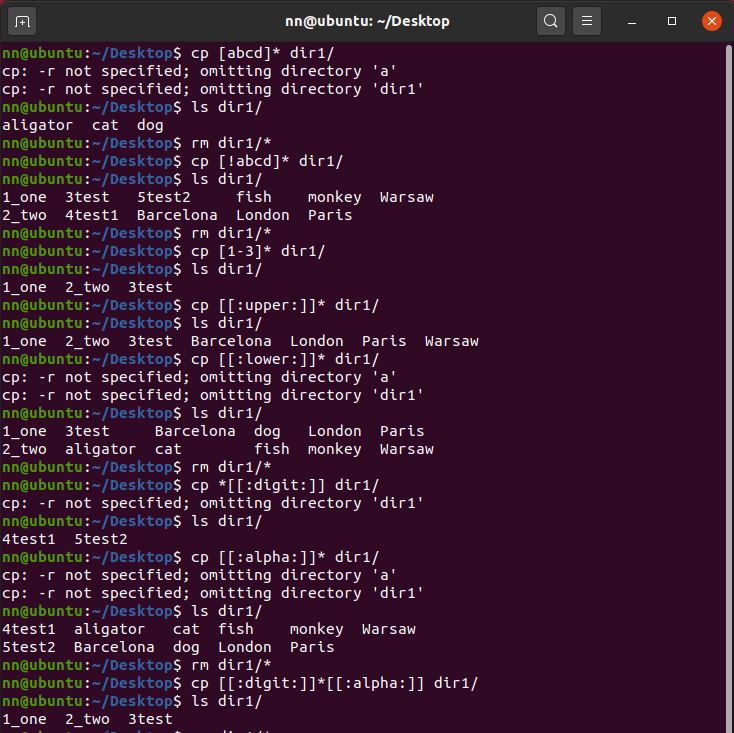 nn@ubuntu: ~/Desktop
nn@ubuntu:~/Desktop$ cp [abcd]* dir1/
cp: -r not specified; omitting directory 'a'
cp: -r not specified; omitting directory 'dir1'
nn@ubuntu:~/Desktop$ ls dir1/
aligator  cat  dog
nn@ubuntu:~/Desktop$ rm dir1/*
nn@ubuntu:~/Desktop$ cp [!abcd]* dir1/
nn@ubuntu:~/Desktop$ ls dir1/
1_one  3test   5test2     fish    monkey  Warsaw
2_two  4test1  Barcelona  London  Paris
nn@ubuntu:~/Desktop$ rm dir1/*
nn@ubuntu:~/Desktop$ cp [1-3]* dir1/
nn@ubuntu:~/Desktop$ ls dir1/
1_one  2_two  3test
nn@ubuntu:~/Desktop$ cp [[:upper:]]* dir1/
nn@ubuntu:~/Desktop$ ls dir1/
1_one  2_two  3test  Barcelona  London  Paris  Warsaw
nn@ubuntu:~/Desktop$ cp [[:lower:]]* dir1/
cp: -r not specified; omitting directory 'a'
cp: -r not specified; omitting directory 'dir1'
nn@ubuntu:~/Desktop$ ls dir1/
1_one  3test     Barcelona  dog   London  Paris
2_two  aligator  cat        fish  monkey  Warsaw
nn@ubuntu:~/Desktop$ rm dir1/*
nn@ubuntu:~/Desktop$ cp *[[:digit:]] dir1/
cp: -r not specified; omitting directory 'dir1'
nn@ubuntu:~/Desktop$ ls dir1/
4test1  5test2
nn@ubuntu:~/Desktop$ cp [[:alpha:]]* dir1/
cp: -r not specified; omitting directory 'a'
cp: -r not specified; omitting directory 'dir1'
nn@ubuntu:~/Desktop$ ls dir1/
4test1  aligator   cat  fish    monkey  Warsaw
5test2  Barcelona  dog  London  Paris
nn@ubuntu:~/Desktop$ rm dir1/*
nn@ubuntu:~/Desktop$ cp [[:digit:]]*[[:alpha:]] dir1/
nn@ubuntu:~/Desktop$ ls dir1/
1_one  2_two  3test